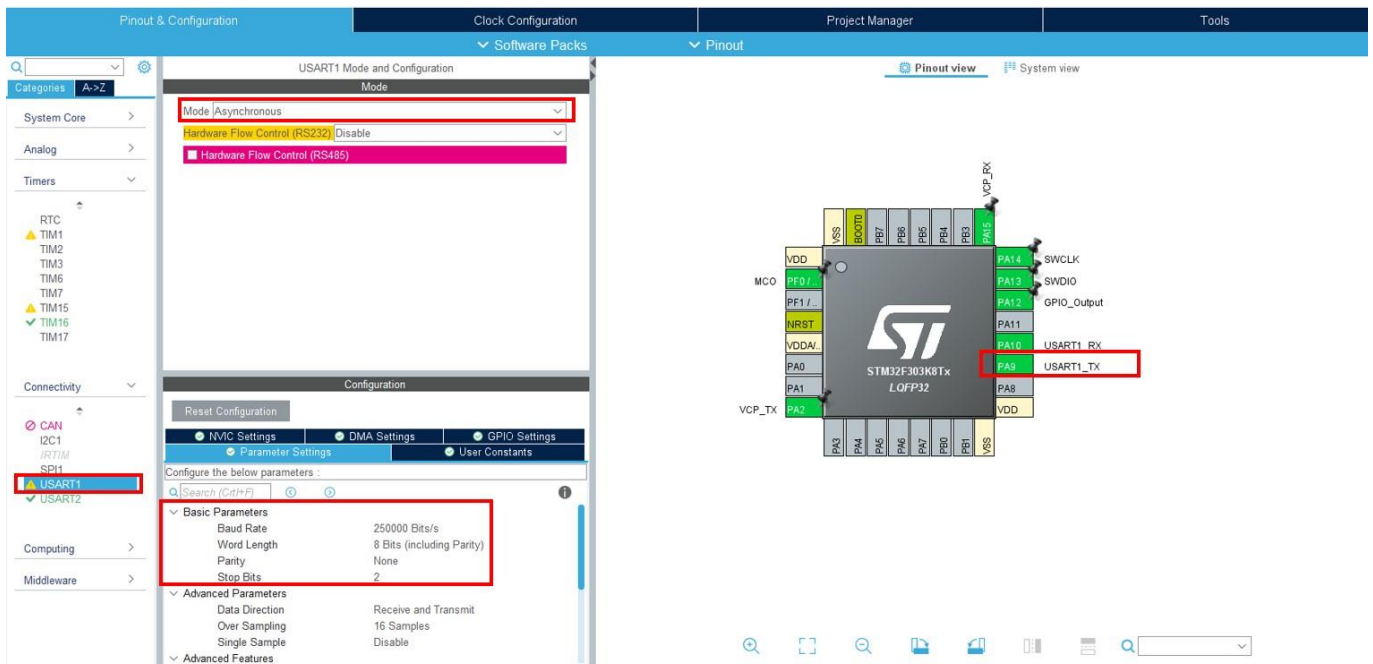 Pinout & Configuration
Clock Configuration
Project Manager
Tools
Software Packs
Pinout
Categories
A->Z
System Core
Analog
Timers
RTC
TIM1
TIM2
TIM3
TIM6
TIM7
TIM15
TIM16
TIM17
Connectivity
CAN
I2C1
IRTIM
SPI1
USART1
USART2
Computing
Middleware
USART1 Mode and Configuration
Mode
Mode Asynchronous
Hardware Flow Control (RS232) Disable
Hardware Flow Control (RS485)
Configuration
Reset Configuration
NVIC Settings
DMA Settings
GPIO Settings
Parameter Settings
User Constants
Configure the below parameters :
Search (Crtl+F)
Basic Parameters
Baud Rate 250000 Bits/s
Word Length 8 Bits (including Parity)
Parity None
Stop Bits 2
Advanced Parameters
Data Direction Receive and Transmit
Over Sampling 16 Samples
Single Sample Disable
Advanced Features
Pinout view
System view
VCP_RX
VSS
BOOT0
PB7
PB6
PB5
PB4
PB3
PA15
VDD
MCO PF0/..
PF1/..
NRST
VDDA/..
PA0
PA1
VCP_TX PA2
STM32F303K8Tx
LQFP32
PA14 SWCLK
PA13 SWDIO
PA12 GPIO_Output
PA11
PA10 USART1_RX
PA9 USART1_TX
PA8
VDD
PA3
PA4
PA5
PA6
PA7
PB0
PB1
VSS